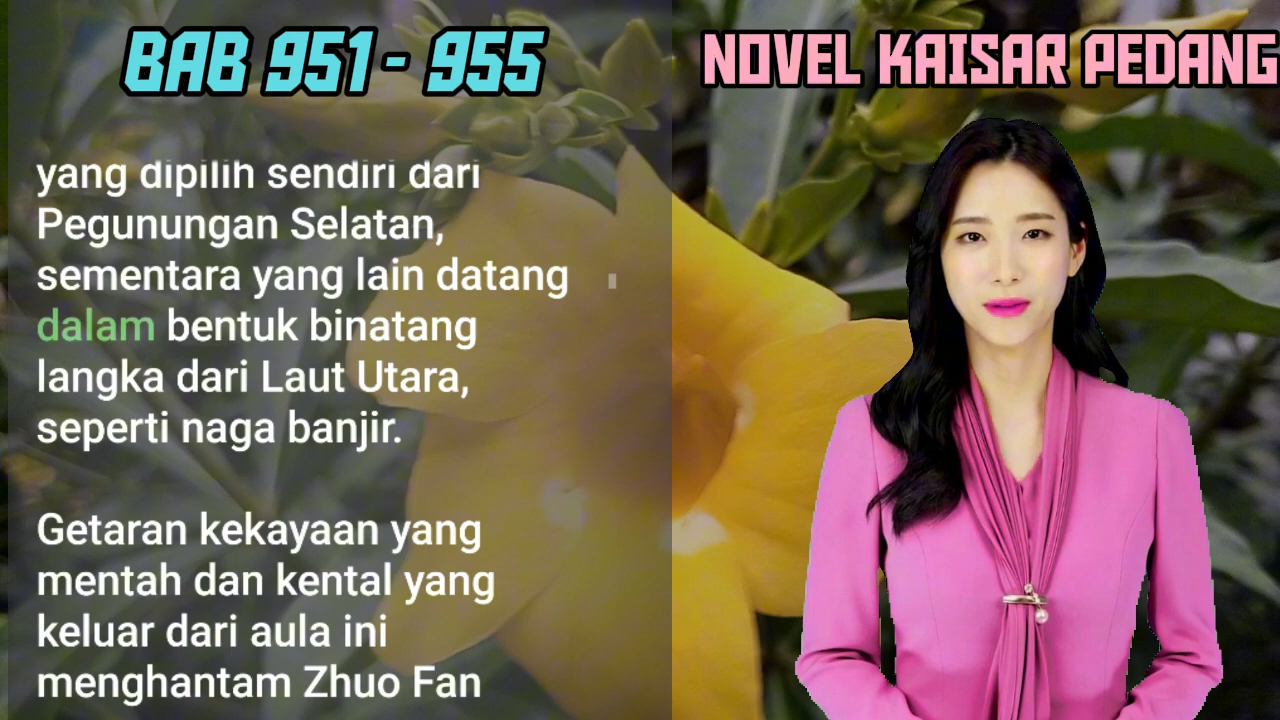 BAB 951 - 955
NOVEL KAISAR PEDANG
yang dipilih sendiri dari
Pegunungan Selatan,
sementara yang lain datang
dalam bentuk binatang
langka dari Laut Utara,
seperti naga banjir.
Getaran kekayaan yang
mentah dan kental yang
keluar dari aula ini
menghantam Zhuo Fan